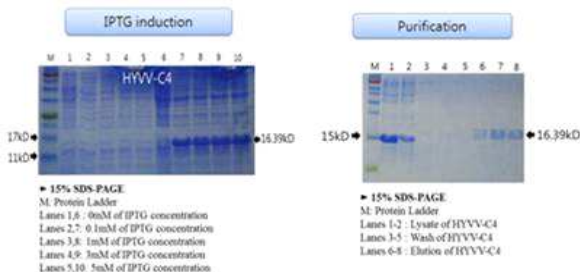 IPTG induction
M 1 2 3 4 5 6 7 8 9 10
HYVV-C4
17kD
11kD
16.39kD
► 15% SDS-PAGE
M: Protein Ladder
Lanes 1,6 : 0mM of IPTG concentration
Lanes 2,7: 0.1mM of IPTG concentration
Lanes 3,8: 1mM of IPTG concentration
Lanes 4,9: 3mM of IPTG concentration
Lanes 5,10: 5mM of IPTG concentration
Purification
M 1 2 3 4 5 6 7 8
15kD
16.39kD
► 15% SDS-PAGE
M: Protein Ladder
Lanes 1-2 : Lysate of HYVV-C4
Lanes 3-5 : Wash of HYVV-C4
Lanes 6-8 : Elution of HYVV-C4